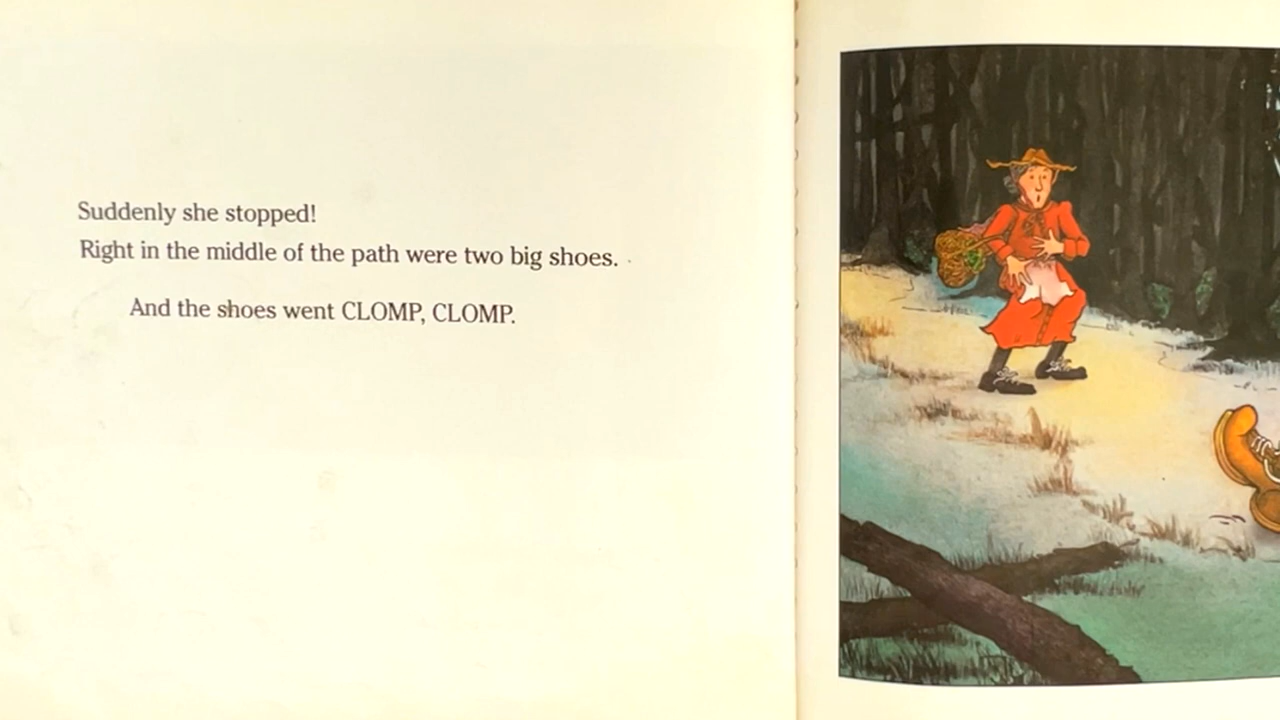 Suddenly she stopped!
Right in the middle of the path were two big shoes.
And the shoes went CLOMP, CLOMP.